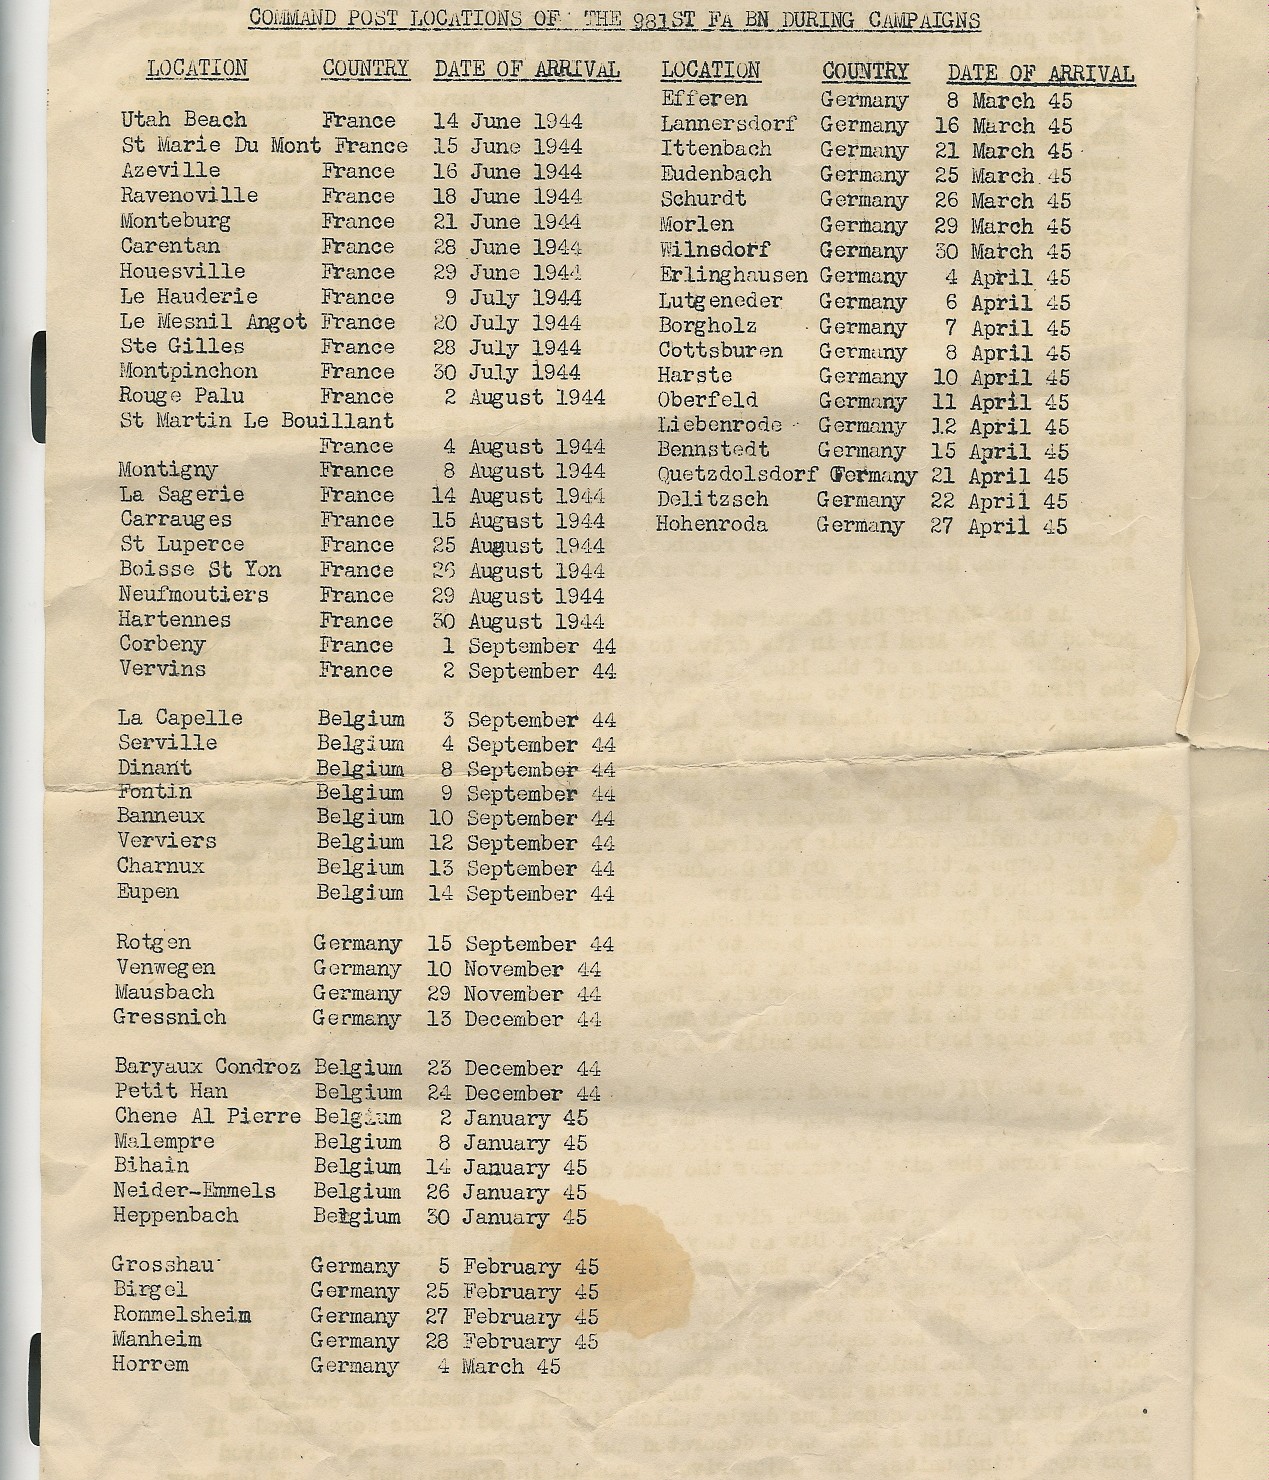 COMMAND POST LOCATIONS OF THE 981ST FA BN DURING CAMPAIGNS
LOCATION COUNTRY DATE OF ARRIVAL
Utah Beach France 14 June 1944
St Marie Du Mont France 15 June 1944
Azeville France 16 June 1944
Ravenoville France 18 June 1944
Monteburg France 21 June 1944
Carentan France 28 June 1944
Houesville France 29 June 1944
Le Hauderie France 9 July 1944
Le Mesnil Angot France 20 July 1944
Ste Gilles France 28 July 1944
Montpinchon France 30 July 1944
Rouge Palu France 2 August 1944
St Martin Le Bouillant
France 4 August 1944
Montigny France 8 August 1944
La Sagerie France 14 August 1944
Carrauges France 15 August 1944
St Luperce France 25 August 1944
Boisse St Yon France 26 August 1944
Neufmoutiers France 29 August 1944
Hartennes France 30 August 1944
Corbeny France 1 September 44
Vervins France 2 September 44
La Capelle Belgium 3 September 44
Serville Belgium 4 September 44
Dinant Belgium 8 September 44
Fontin Belgium 9 September 44
Banneux Belgium 10 September 44
Verviers Belgium 12 September 44
Charnux Belgium 13 September 44
Eupen Belgium 14 September 44
Rotgen Germany 15 September 44
Venwegen Germany 10 November 44
Mausbach Germany 29 November 44
Gressnich Germany 13 December 44
Baryaux Condroz Belgium 23 December 44
Petit Han Belgium 24 December 44
Chene Al Pierre Belgium 2 January 45
Malempre Belgium 8 January 45
Bihain Belgium 14 January 45
Neider-Emmels Belgium 26 January 45
Heppenbach Belgium 30 January 45
Grosshau Germany 5 February 45
Birgel Germany 25 February 45
Rommelsheim Germany 27 February 45
Manheim Germany 28 February 45
Horrem Germany 4 March 45
LOCATION COUNTRY DATE OF ARRIVAL
Efferen Germany 8 March 45
Lannersdorf Germany 16 March 45
Ittenbach Germany 21 March 45
Eudenbach Germany 25 March 45
Schurdt Germany 26 March 45
Morlen Germany 29 March 45
Wilnsdorf Germany 30 March 45
Erlinghausen Germany 4 April 45
Lutgeneder Germany 6 April 45
Borgholz Germany 7 April 45
Cottsburen Germany 8 April 45
Harste Germany 10 April 45
Oberfeld Germany 11 April 45
Liebenrode Germany 12 April 45
Bennstedt Germany 15 April 45
Quetzdolsdorf Germany 21 April 45
Delitzsch Germany 22 April 45
Hohenroda Germany 27 April 45